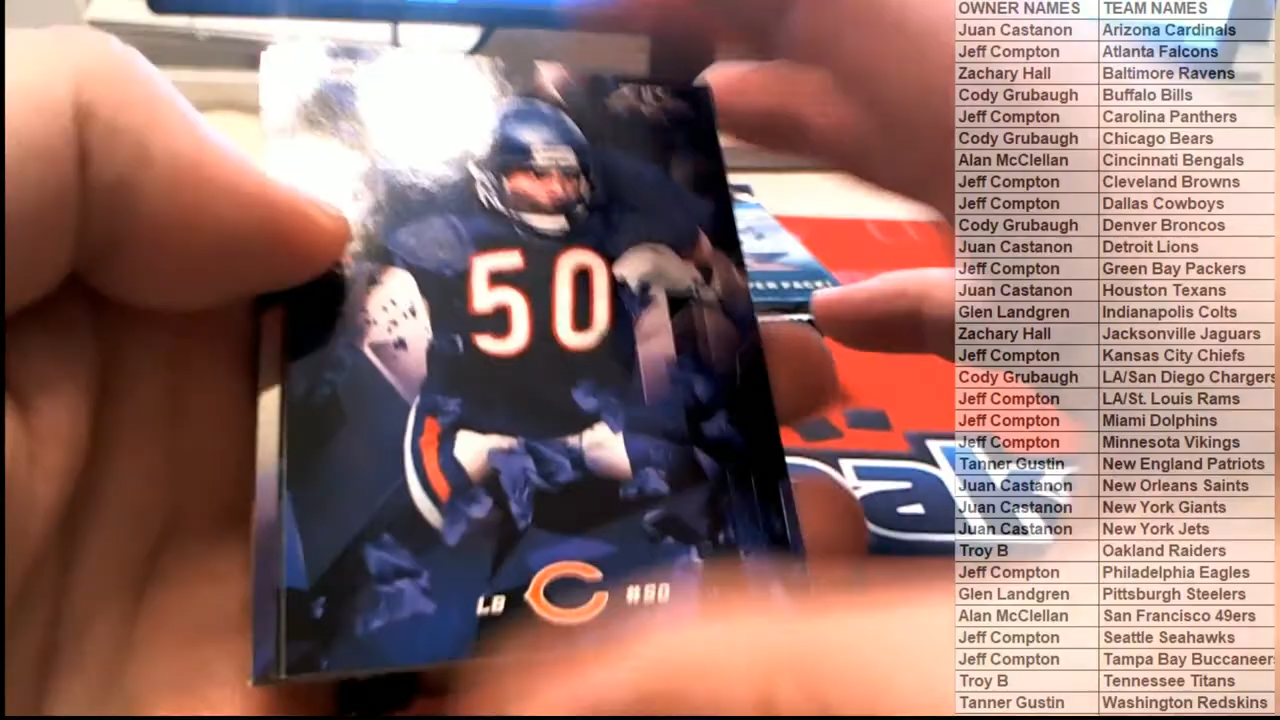 OWNER NAMES TEAM NAMES
Juan Castanon Arizona Cardinals
Jeff Compton Atlanta Falcons
Zachary Hall Baltimore Ravens
Cody Grubaugh Buffalo Bills
Jeff Compton Carolina Panthers
Cody Grubaugh Chicago Bears
Alan McClellan Cincinnati Bengals
Jeff Compton Cleveland Browns
Jeff Compton Dallas Cowboys
Cody Grubaugh Denver Broncos
Juan Castanon Detroit Lions
Jeff Compton Green Bay Packers
Juan Castanon Houston Texans
Glen Landgren Indianapolis Colts
Zachary Hall Jacksonville Jaguars
Jeff Compton Kansas City Chiefs
Cody Grubaugh LA/San Diego Chargers
Jeff Compton LA/St. Louis Rams
Jeff Compton Miami Dolphins
Jeff Compton Minnesota Vikings
Tanner Gustin New England Patriots
Juan Castanon New Orleans Saints
Juan Castanon New York Giants
Juan Castanon New York Jets
Troy B Oakland Raiders
Jeff Compton Philadelphia Eagles
Glen Landgren Pittsburgh Steelers
Alan McClellan San Francisco 49ers
Jeff Compton Seattle Seahawks
Jeff Compton Tampa Bay Buccaneer
Troy B Tennessee Titans
Tanner Gustin Washington Redskins
50
LB C #50
PER PACK